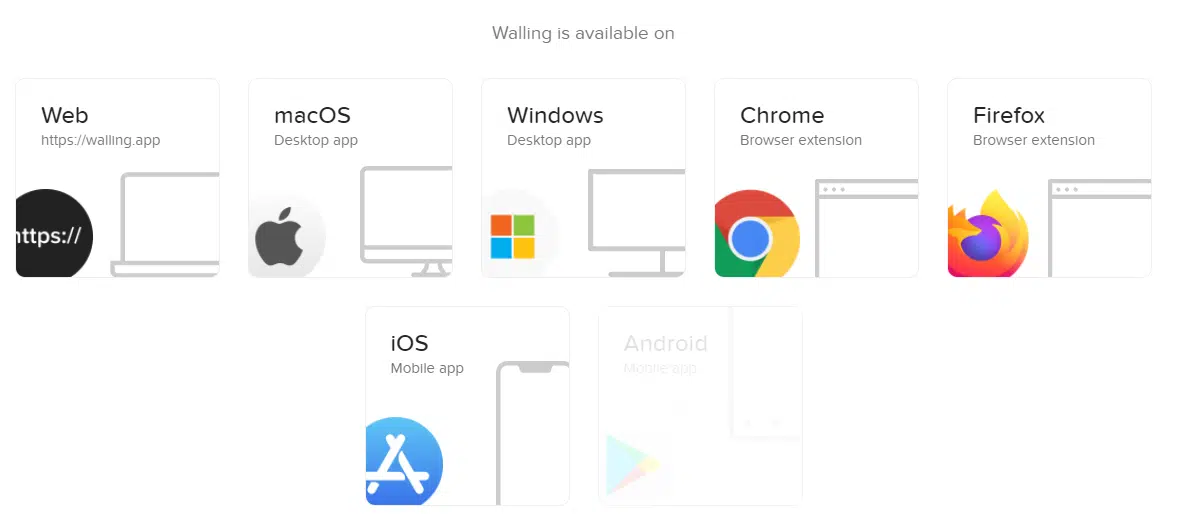 Walling is available on
Web
https://walling.app
macOS
Desktop app
Windows
Desktop app
Chrome
Browser extension
Firefox
Browser extension
https://
iOS
Mobile app
Android
Mobile app